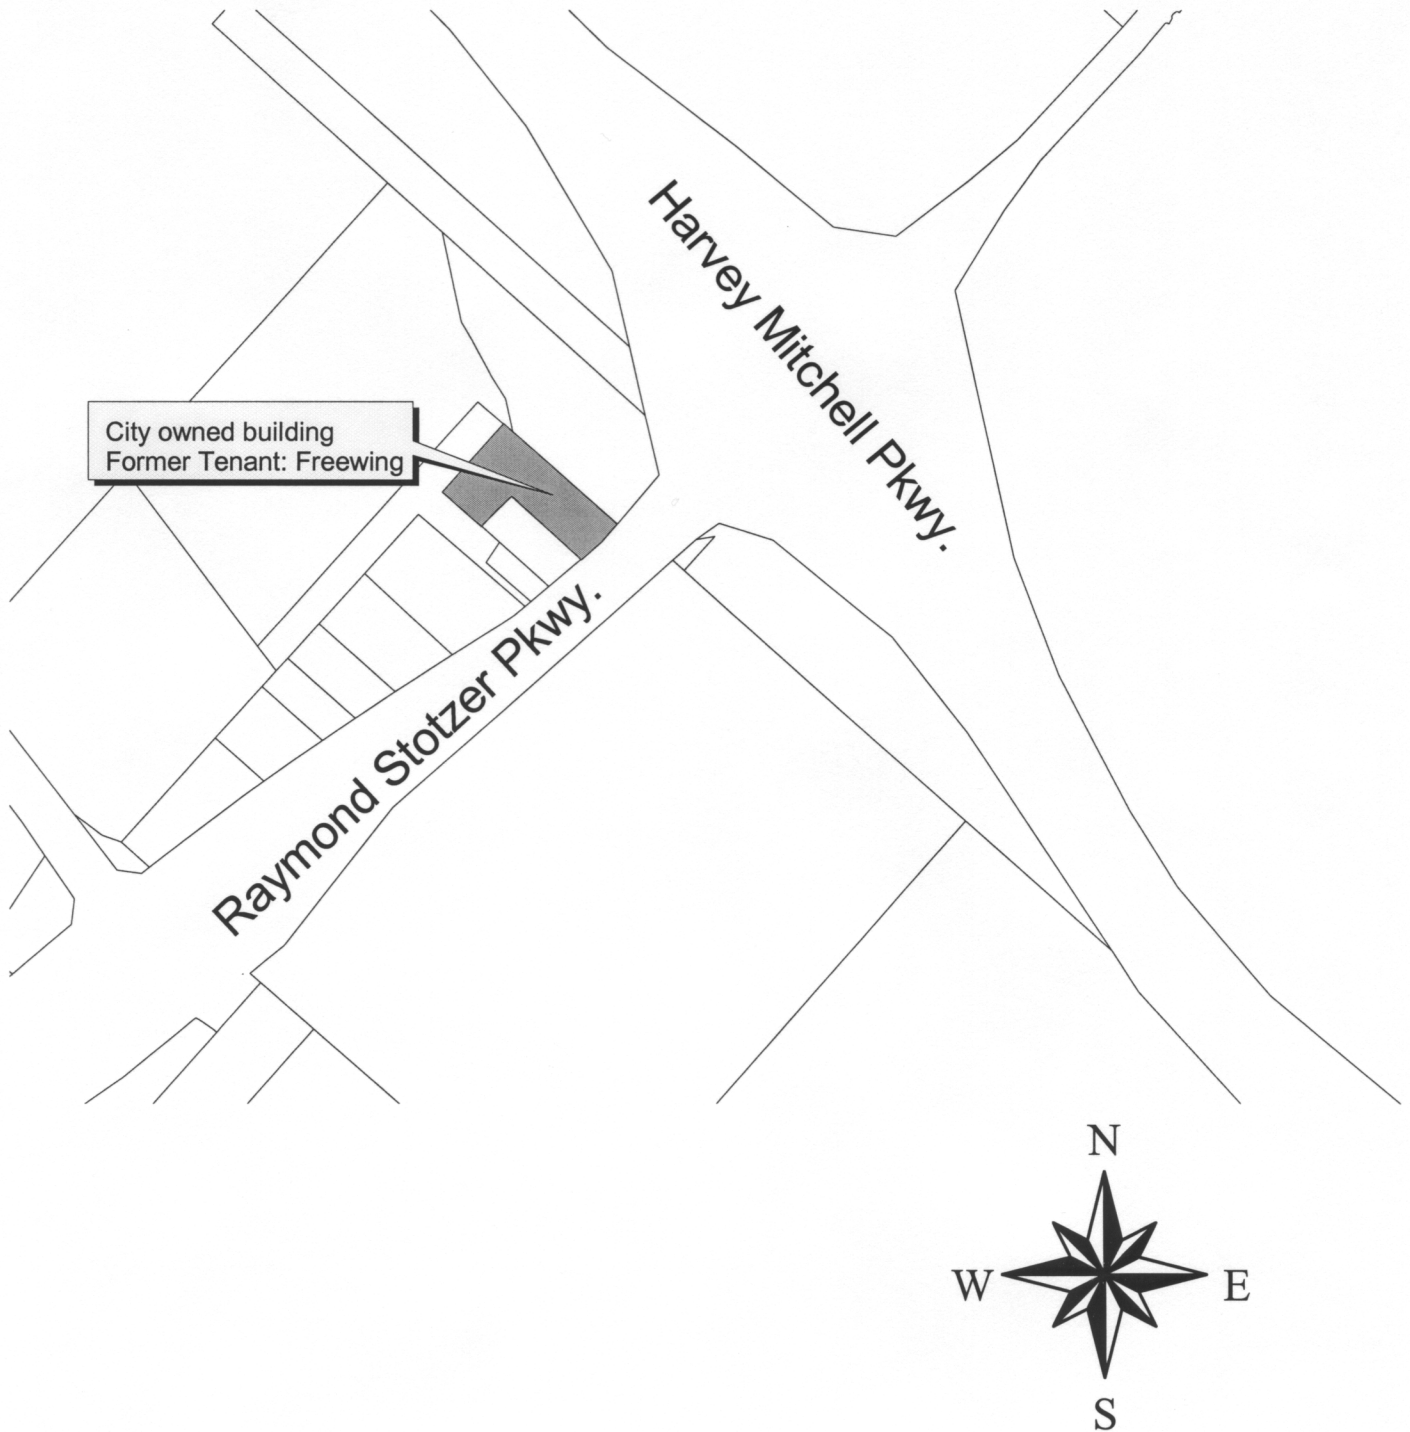 Harvey Mitchell Pkwy.
City owned building
Former Tenant: Freewing
Raymond Stotzer Pkwy.
N
W
E
S